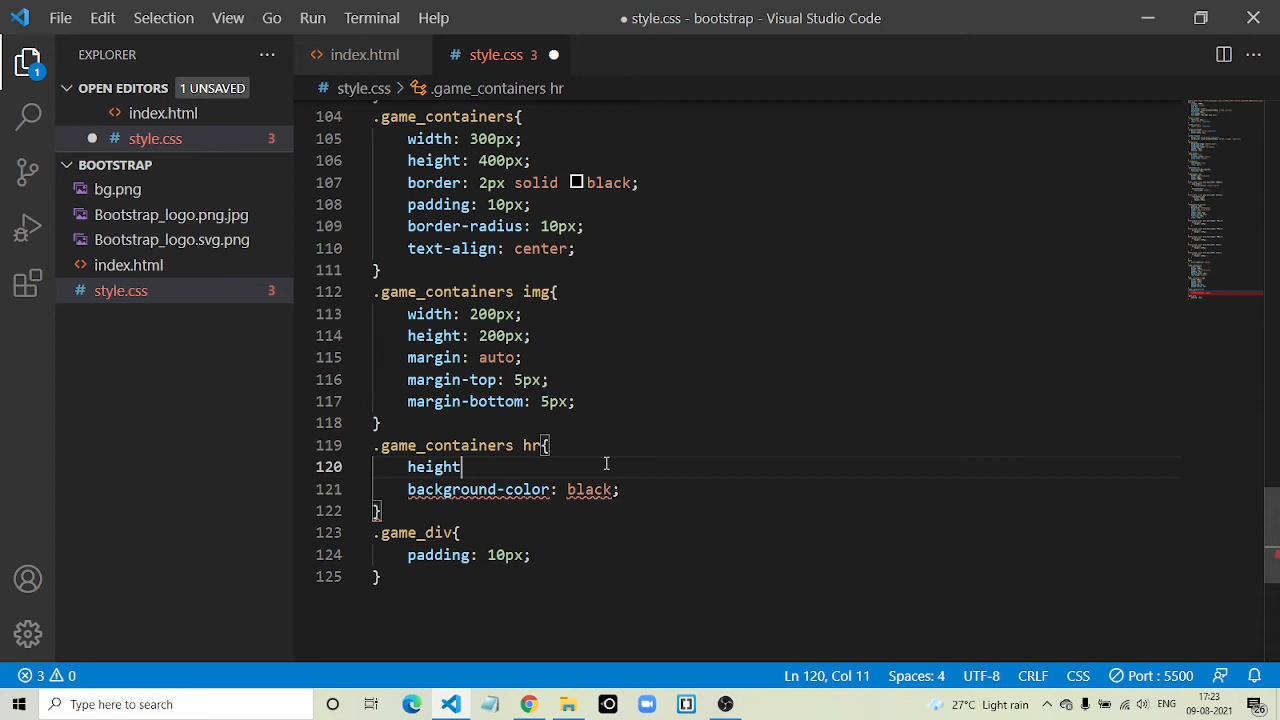 File Edit Selection View Go Run Terminal Help
● style.css - bootstrap - Visual Studio Code
EXPLORER
index.html
style.css 3
OPEN EDITORS 1 UNSAVED
style.css > .game_containers hr
index.html
style.css 3
BOOTSTRAP
bg.png
Bootstrap_logo.png.jpg
Bootstrap_logo.svg.png
index.html
style.css 3
104 .game_containers{
105 width: 300px;
106 height: 400px;
107 border: 2px solid black;
108 padding: 10px;
109 border-radius: 10px;
110 text-align: center;
111 }
112 .game_containers img{
113 width: 200px;
114 height: 200px;
115 margin: auto;
116 margin-top: 5px;
117 margin-bottom: 5px;
118 }
119 .game_containers hr{
120 height
121 background-color: black;
122 }
123 .game_div{
124 padding: 10px;
125 }
1
3 0
Ln 120, Col 11 Spaces: 4 UTF-8 CRLF CSS Port : 5500
Type here to search
27°C Light rain
ENG
17:23
09-08-2021
26